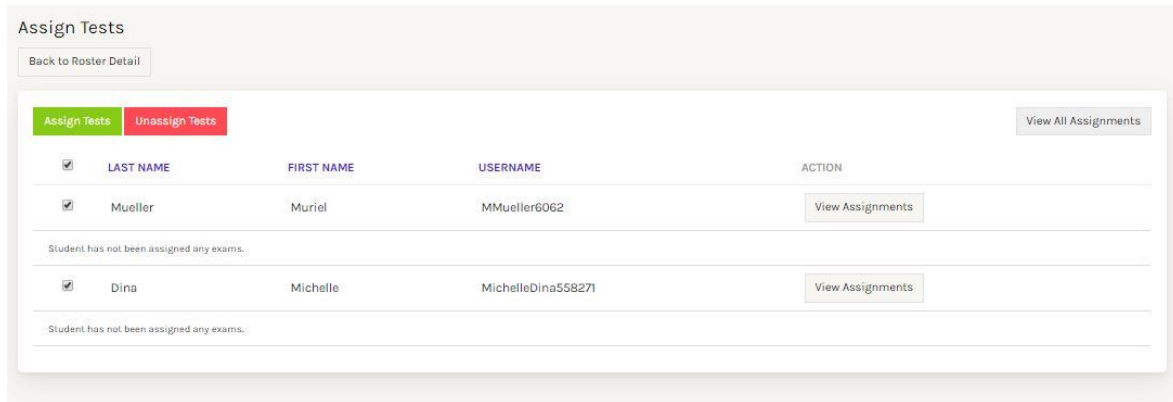 Assign Tests
Back to Roster Detail
Assign Tests Unassign Tests View All Assignments
LAST NAME FIRST NAME USERNAME ACTION
Mueller Muriel MMueller6062 View Assignments
Student has not been assigned any exams.
Dina Michelle MichelleDina558271 View Assignments
Student has not been assigned any exams.